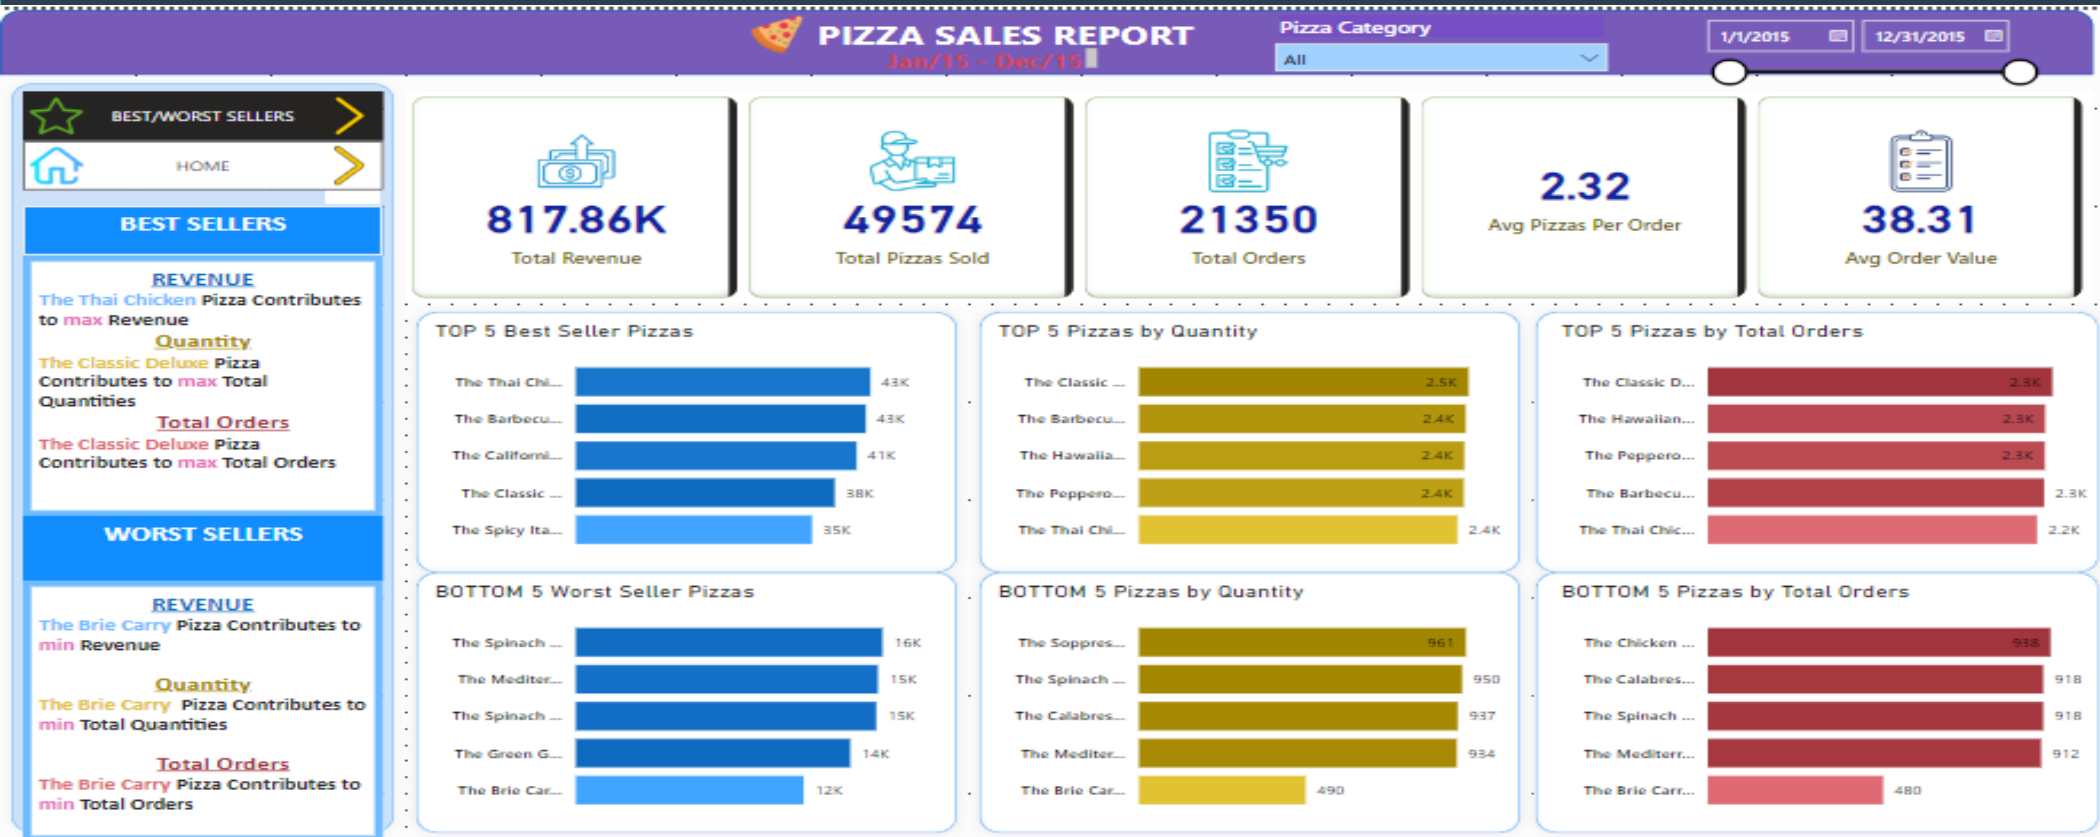 PIZZA SALES REPORT
Jan/15 - Dec/15
Pizza Category
All
1/1/2015
12/31/2015
BEST/WORST SELLERS
HOME
BEST SELLERS
REVENUE
The Thai Chicken Pizza Contributes
to max Revenue
Quantity
The Classic Deluxe Pizza
Contributes to max Total
Quantities
Total Orders
The Classic Deluxe Pizza
Contributes to max Total Orders
WORST SELLERS
REVENUE
The Brie Carry Pizza Contributes to
min Revenue
Quantity
The Brie Carry Pizza Contributes to
min Total Quantities
Total Orders
The Brie Carry Pizza Contributes to
min Total Orders
817.86K
Total Revenue
49574
Total Pizzas Sold
21350
Total Orders
2.32
Avg Pizzas Per Order
38.31
Avg Order Value
TOP 5 Best Seller Pizzas
The Thai Chi... 43K
The Barbecu... 43K
The Californi... 41K
The Classic ... 38K
The Spicy Ita... 35K
TOP 5 Pizzas by Quantity
The Classic ... 2.5K
The Barbecu... 2.4K
The Hawaiia... 2.4K
The Peppero... 2.4K
The Thai Chi... 2.4K
TOP 5 Pizzas by Total Orders
The Classic D... 2.3K
The Hawaiian... 2.3K
The Peppero... 2.3K
The Barbecu... 2.3K
The Thai Chic... 2.2K
BOTTOM 5 Worst Seller Pizzas
The Spinach ... 16K
The Mediter... 15K
The Spinach ... 15K
The Green G... 14K
The Brie Car... 12K
BOTTOM 5 Pizzas by Quantity
The Soppres... 961
The Spinach ... 950
The Calabres... 937
The Mediter... 934
The Brie Car... 490
BOTTOM 5 Pizzas by Total Orders
The Chicken ... 938
The Calabres... 918
The Spinach ... 918
The Mediterr... 912
The Brie Carr... 480